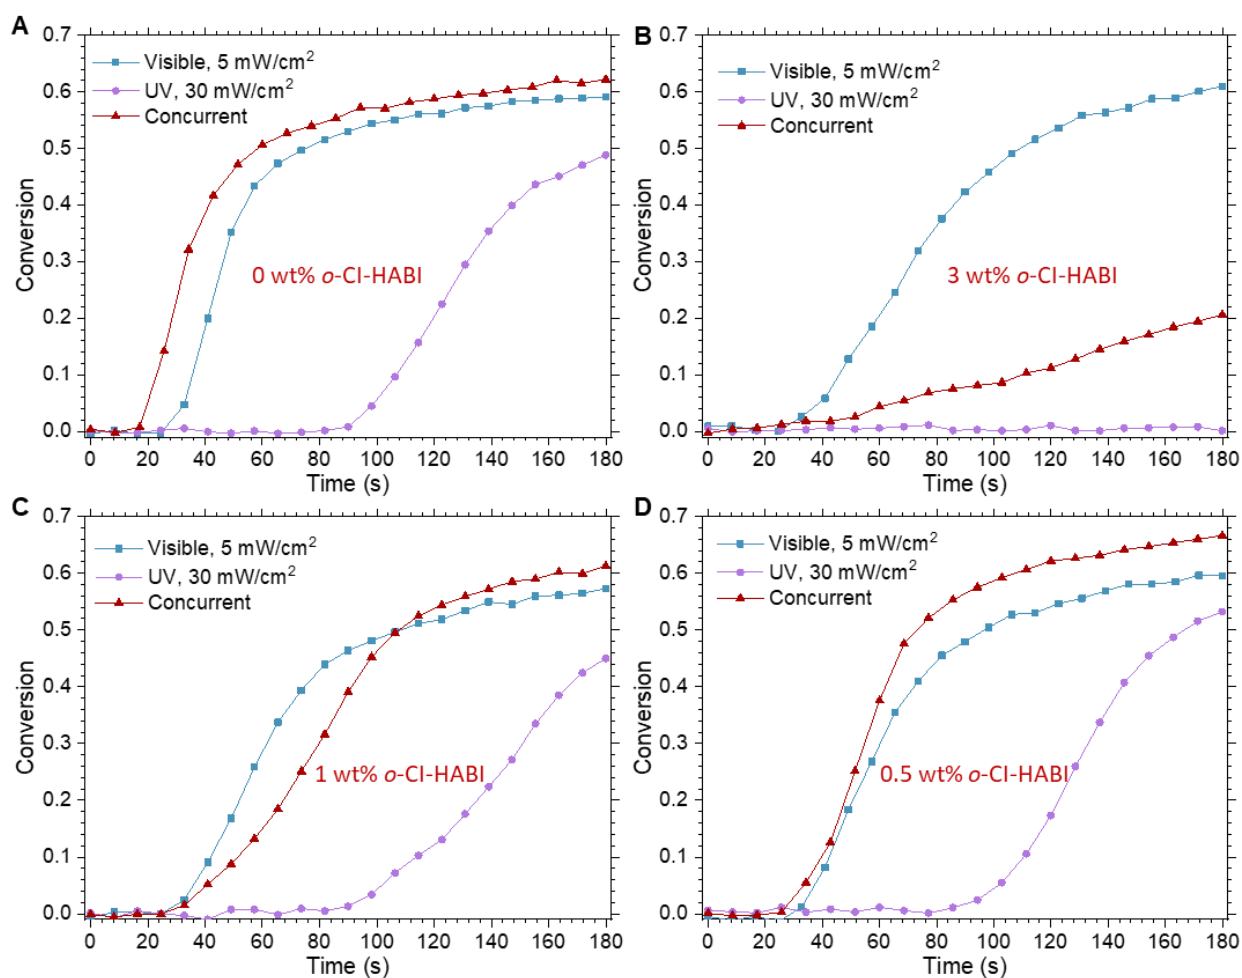 A
0.7
0.6
0.5
0.4
0.3
0.2
0.1
0.0
Conversion
Visible, 5 mW/cm²
UV, 30 mW/cm²
Concurrent
0 wt% o-Cl-HABI
0 20 40 60 80 100 120 140 160 180
Time (s)
B
0.7
0.6
0.5
0.4
0.3
0.2
0.1
0.0
Conversion
Visible, 5 mW/cm²
UV, 30 mW/cm²
Concurrent
3 wt% o-Cl-HABI
0 20 40 60 80 100 120 140 160 180
Time (s)
C
0.7
0.6
0.5
0.4
0.3
0.2
0.1
0.0
Conversion
Visible, 5 mW/cm²
UV, 30 mW/cm²
Concurrent
1 wt% o-Cl-HABI
0 20 40 60 80 100 120 140 160 180
Time (s)
D
0.7
0.6
0.5
0.4
0.3
0.2
0.1
0.0
Conversion
Visible, 5 mW/cm²
UV, 30 mW/cm²
Concurrent
0.5 wt% o-Cl-HABI
0 20 40 60 80 100 120 140 160 180
Time (s)